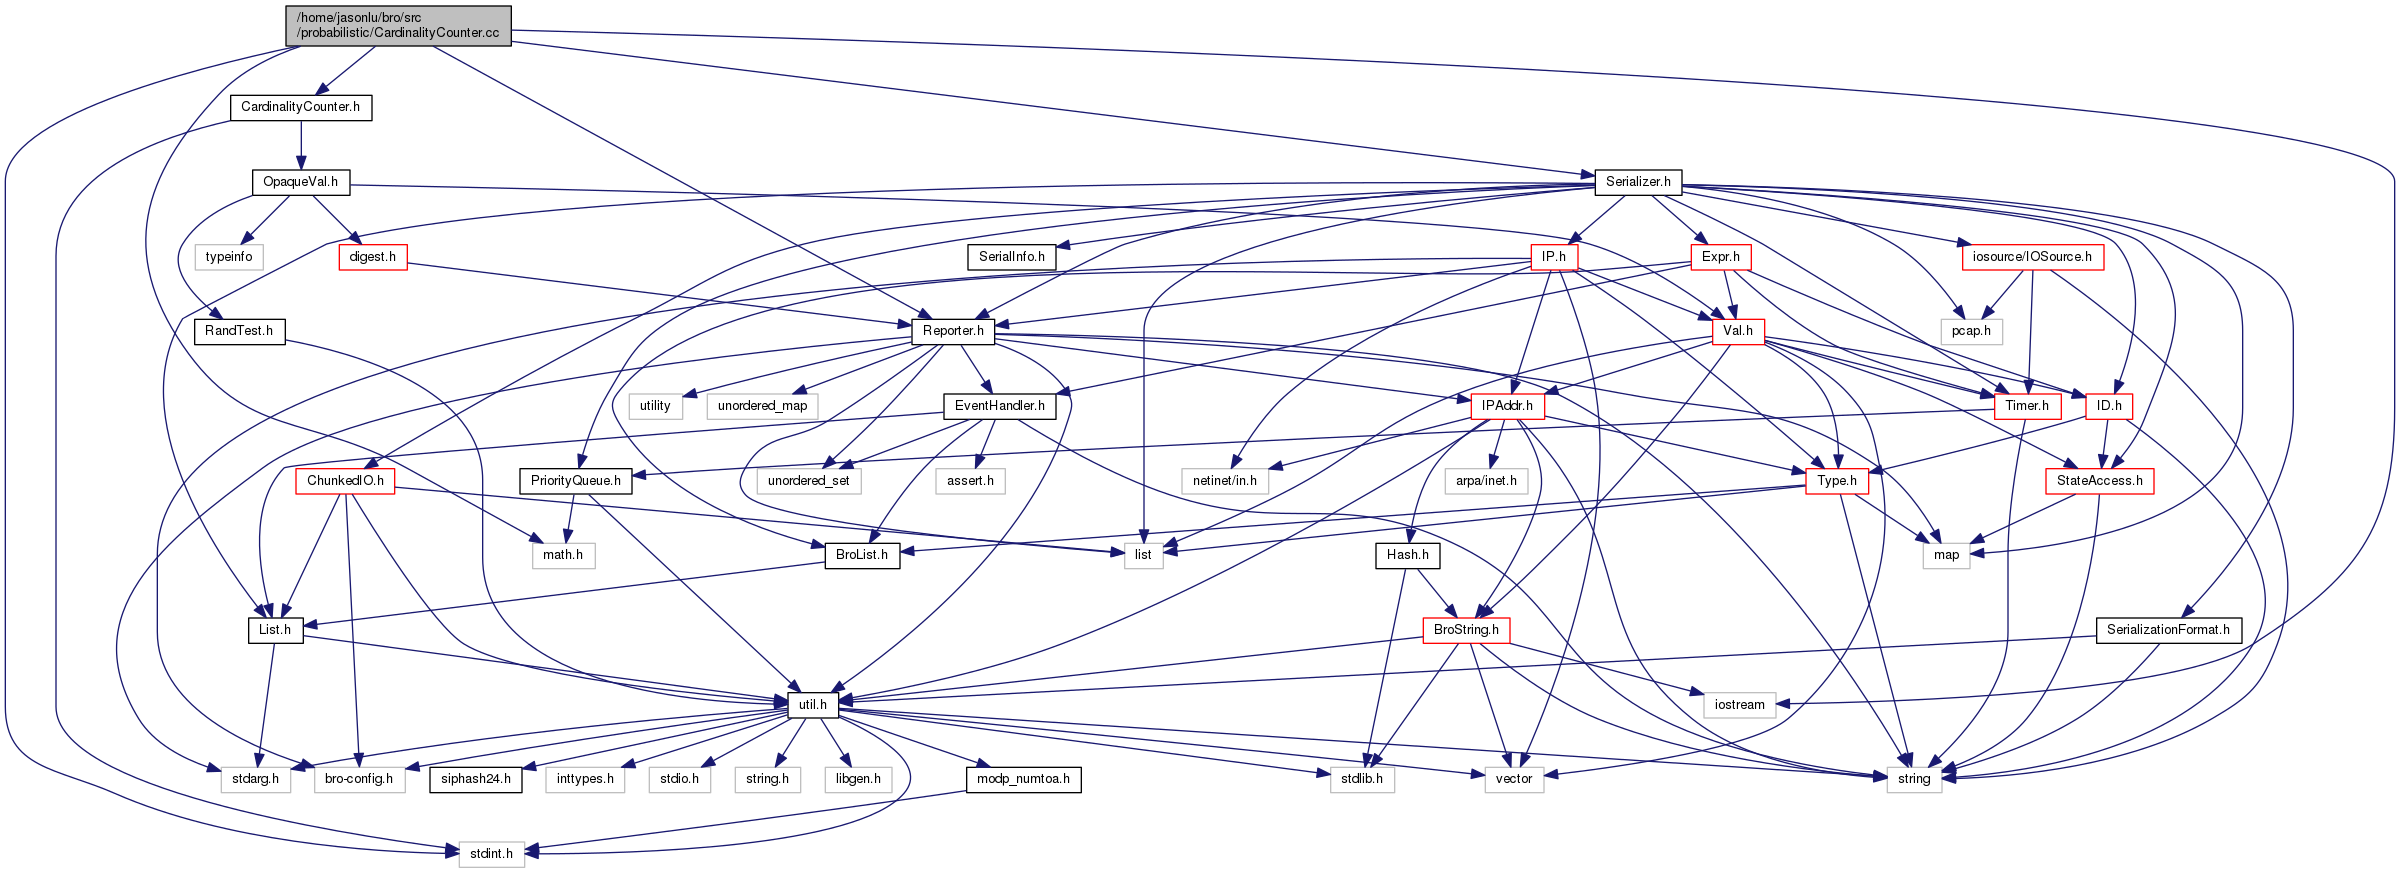 /home/jasonlu/bro/src
/probabilistic/CardinalityCounter.cc
CardinalityCounter.h
OpaqueVal.h
Serializer.h
typeinfo
digest.h
SerialInfo.h
IP.h
Expr.h
iosource/IOSource.h
RandTest.h
Reporter.h
Val.h
pcap.h
utility
unordered_map
EventHandler.h
IPAddr.h
Timer.h
ID.h
ChunkedIO.h
PriorityQueue.h
unordered_set
assert.h
netinet/in.h
arpa/inet.h
Type.h
StateAccess.h
math.h
BroList.h
list
Hash.h
map
List.h
BroString.h
SerializationFormat.h
util.h
iostream
stdarg.h
bro-config.h
siphash24.h
inttypes.h
stdio.h
string.h
libgen.h
modp_numtoa.h
stdlib.h
vector
string
stdint.h